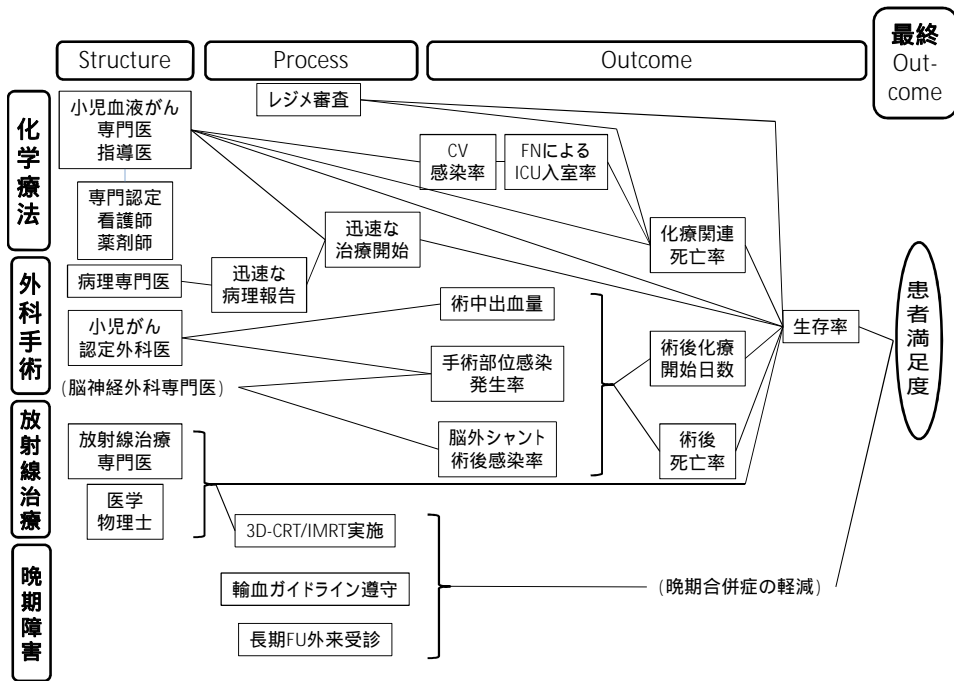 Structure
Process
Outcome
最終
Out-
come
化学療法
小児血液がん
専門医
指導医
レジメ審査
CV
感染率
FNによる
ICU入室率
専門認定
看護師
薬剤師
迅速な
治療開始
化療関連
死亡率
外科手術
病理専門医
迅速な
病理報告
術中出血量
小児がん
認定外科医
生存率
患者満足度
手術部位感染
発生率
術後化療
開始日数
(脳神経外科専門医)
放射線治療
放射線治療
専門医
脳外シャント
術後感染率
術後
死亡率
医学
物理士
3D-CRT/IMRT実施
晩期障害
輸血ガイドライン遵守
(晩期合併症の軽減)
長期FU外来受診